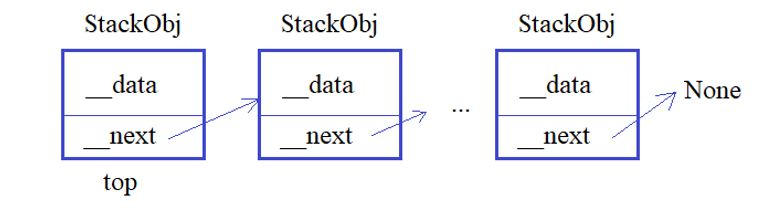 StackObj StackObj StackObj
__data __data __data
None
__next __next ... __next
top